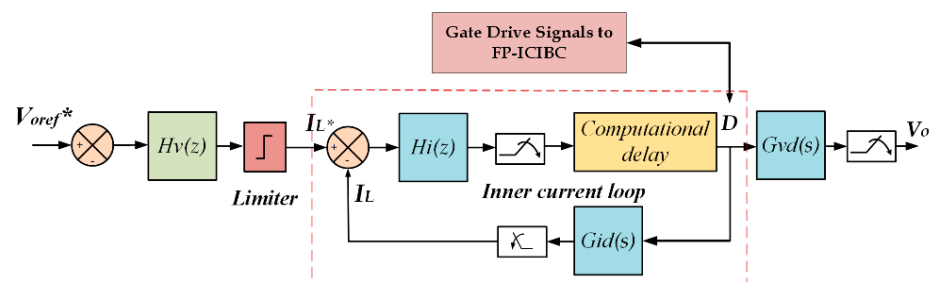 Gate Drive Signals to
FP-ICIBC
Voref*
+
-
Hv(z)
Limiter
IL*
+
-
Hi(z)
Computational
delay
D
Gvd(s)
Vo
Inner current loop
IL
Gid(s)